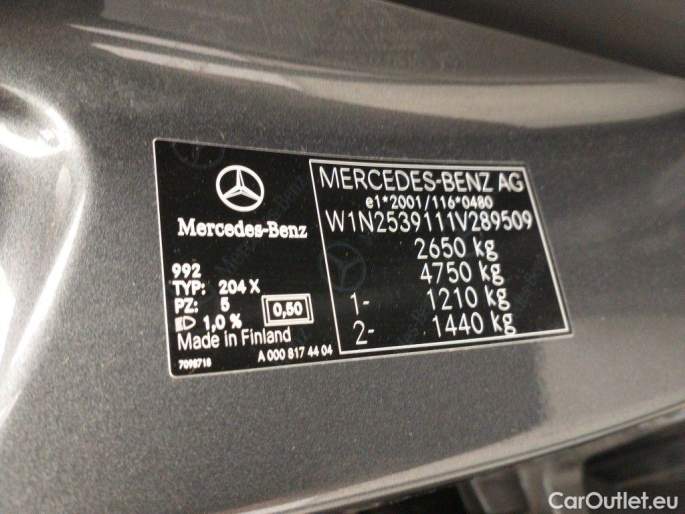 Mercedes-Benz
992
TYP: 204 X
PZ: 5
0,50
1,0 %
Made in Finland
7098718
A 000 817 44 04
MERCEDES-BENZ AG
e1*2001/116*0480
W1N2539111V289509
2650 kg
4750 kg
1- 1210 kg
2- 1440 kg
CarOutlet.eu